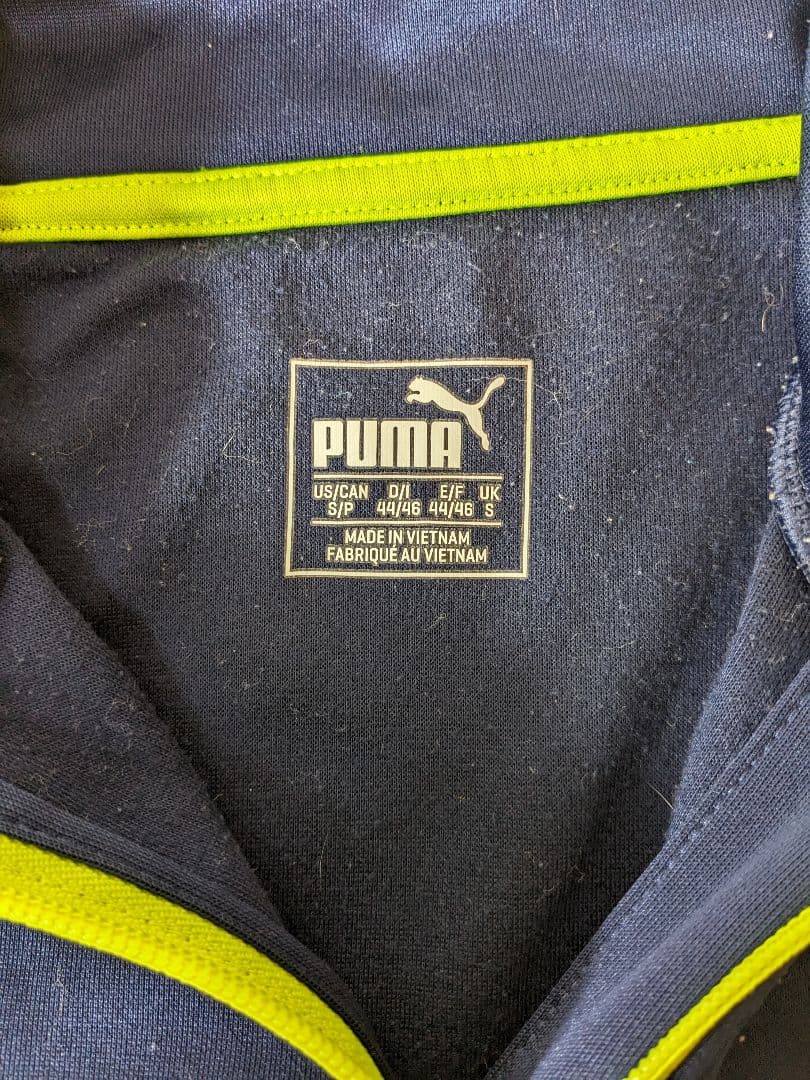 PUMA
US/CAN D/I E/F UK
S/P 44/46 44/46 S
MADE IN VIETNAM
FABRIQUÉ AU VIETNAM